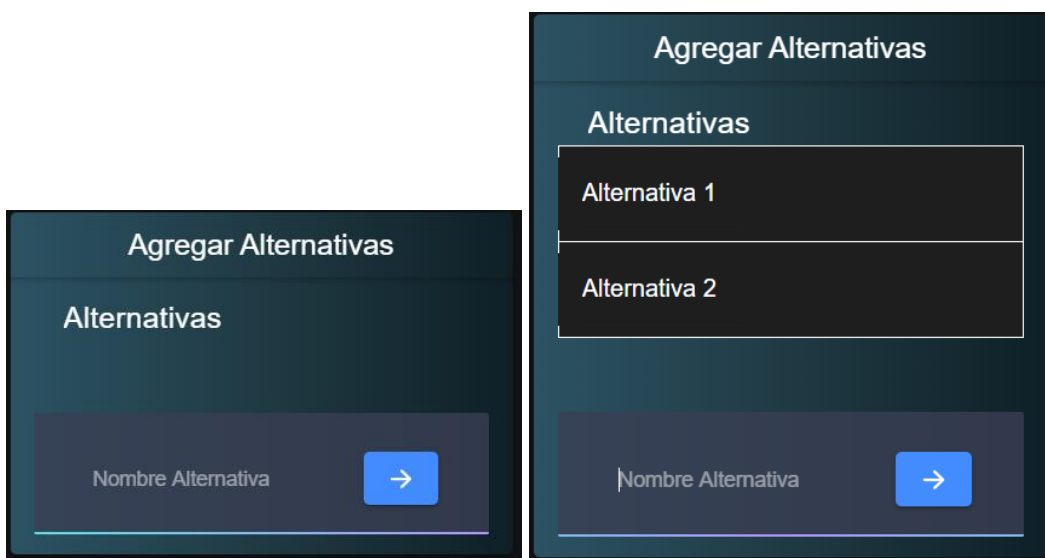 Agregar Alternativas
Alternativas
Nombre Alternativa
Agregar Alternativas
Alternativas
Alternativa 1
Alternativa 2
Nombre Alternativa